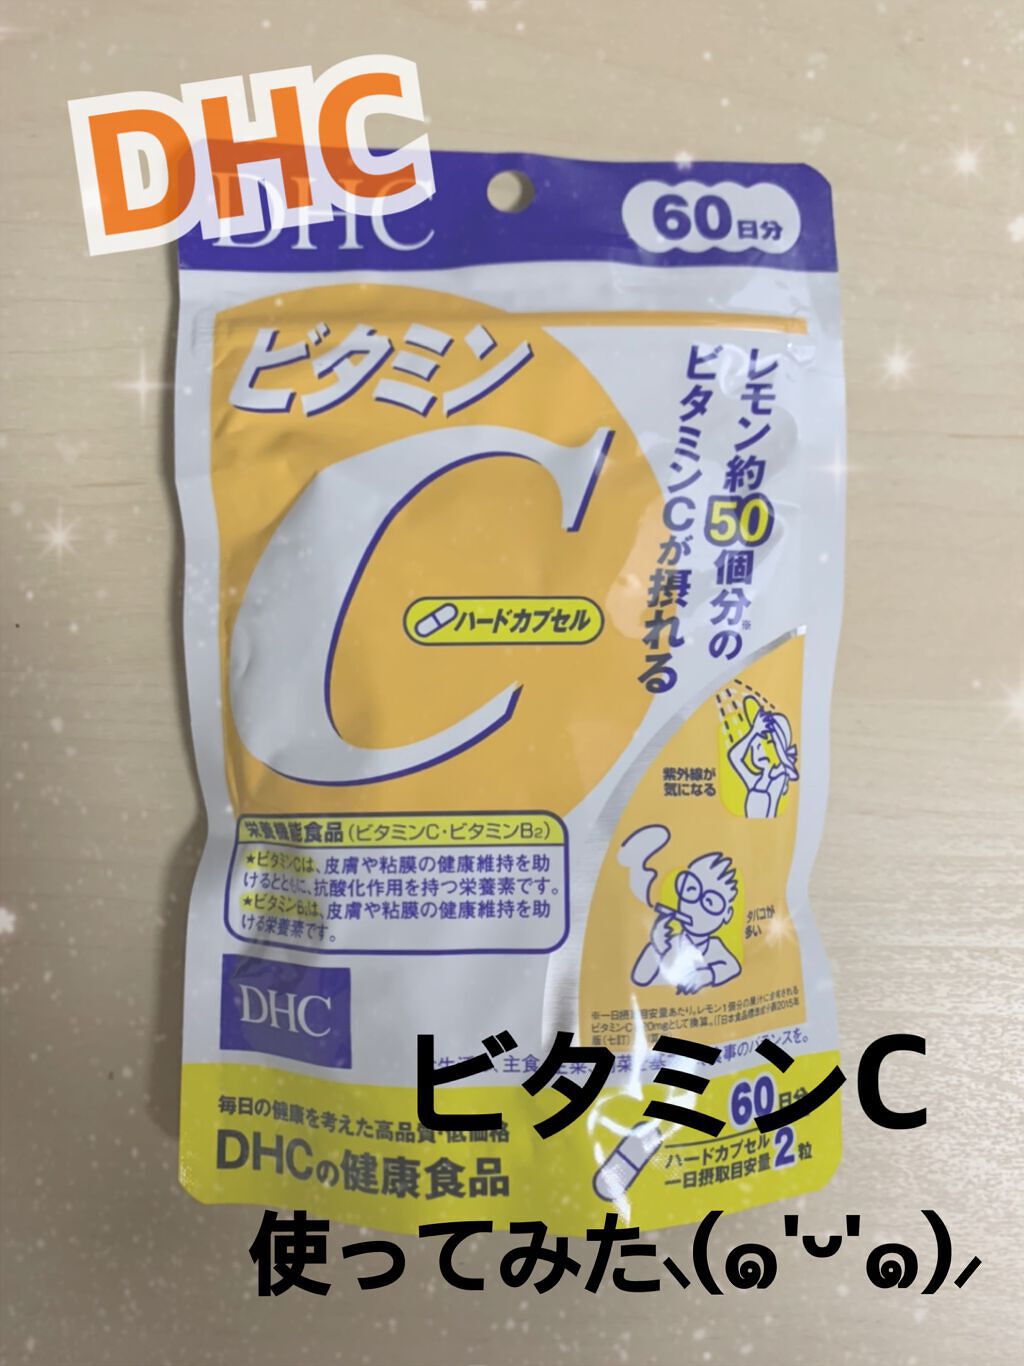 DHC
DHC
60日分
ビタミン
C
レモン約50個分※の
ビタミンCが摂れる
ハードカプセル
紫外線が
気になる
栄養機能食品(ビタミンC・ビタミンB2)
★ビタミンCは、皮膚や粘膜の健康維持を助
けるとともに、抗酸化作用を持つ栄養素です。
★ビタミンB2は、皮膚や粘膜の健康維持を助
ける栄養素です。
タバコが
多い
DHC
ビタミンC
毎日の健康を考えた高品質・低価格
DHCの健康食品
60日分
ハードカプセル
一日摂取目安量2粒
使ってみたヽ(๑'ᵕ'๑)ノ